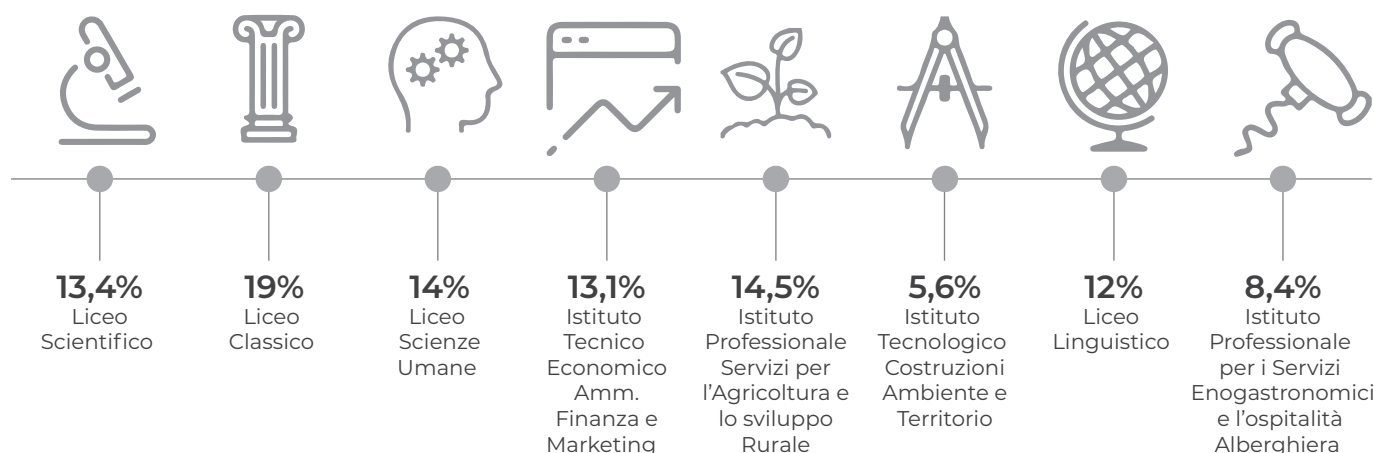 13,4%
Liceo
Scientifico
19%
Liceo
Classico
14%
Liceo
Scienze
Umane
13,1%
Istituto
Tecnico
Economico
Amm.
Finanza e
Marketing
14,5%
Istituto
Professionale
Servizi per
l’Agricoltura e
lo sviluppo
Rurale
5,6%
Istituto
Tecnologico
Costruzioni
Ambiente e
Territorio
12%
Liceo
Linguistico
8,4%
Istituto
Professionale
per i Servizi
Enogastronomici
e l’ospitalità
Alberghiera